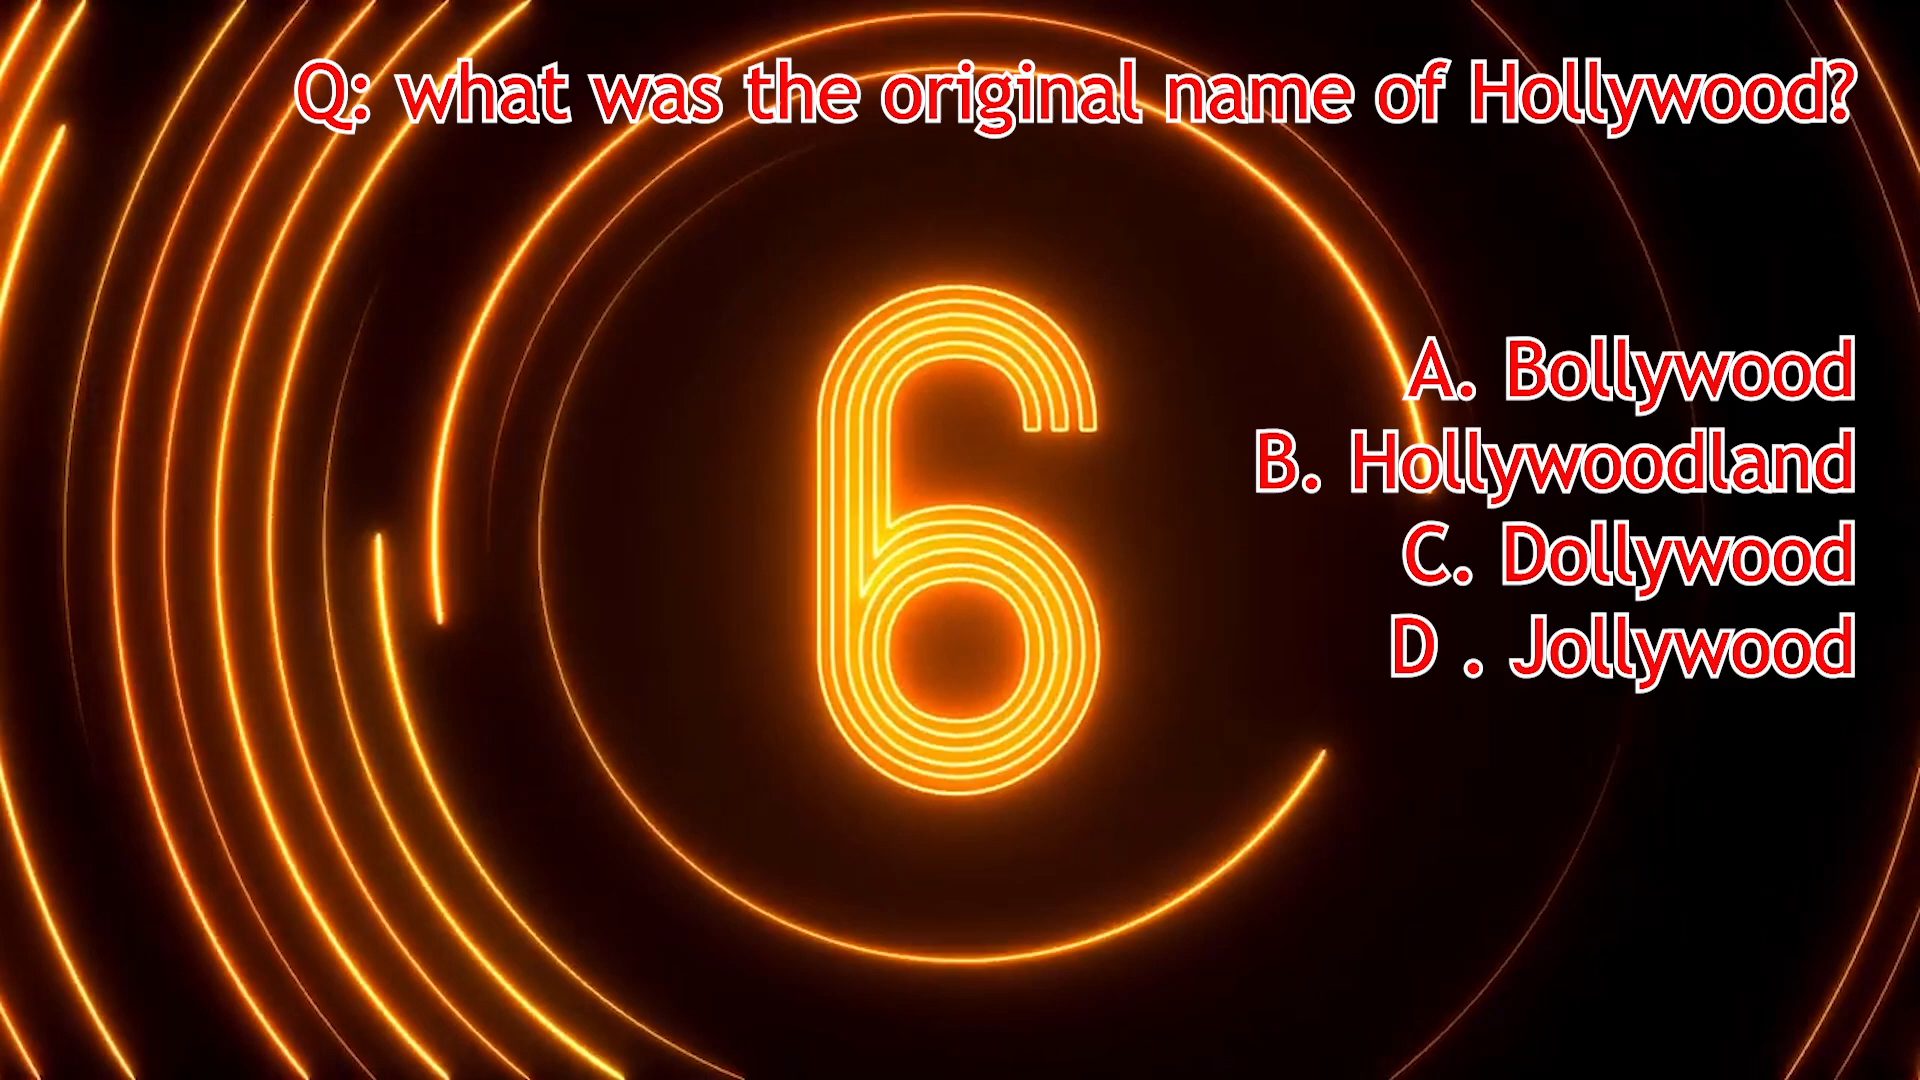 Q: what was the original name of Hollywood?
6
A. Bollywood
B. Hollywoodland
C. Dollywood
D . Jollywood